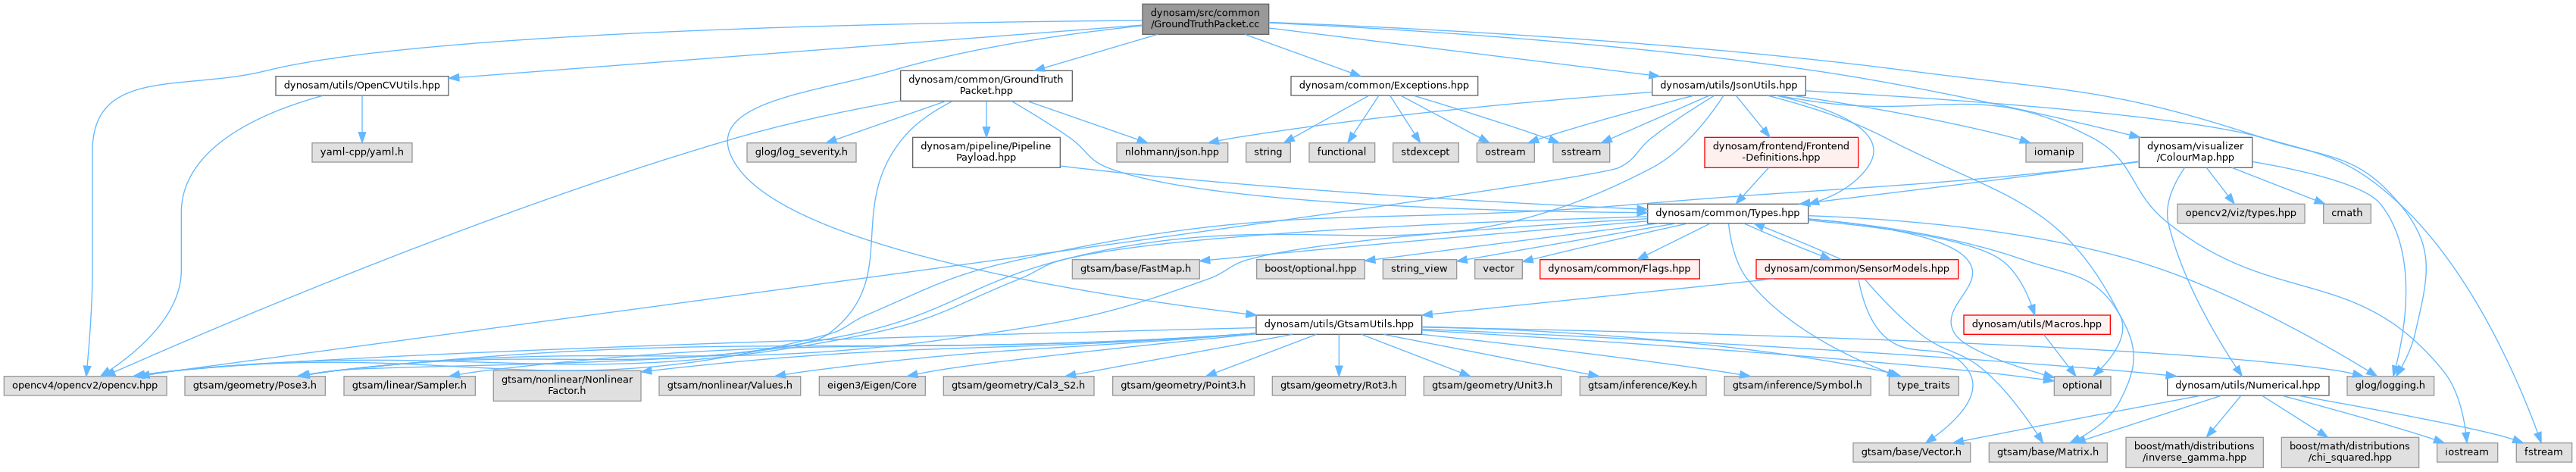 dynosam/src/common
/GroundTruthPacket.cc
dynosam/utils/OpenCVUtils.hpp
dynosam/common/GroundTruth
Packet.hpp
dynosam/common/Exceptions.hpp
dynosam/utils/JsonUtils.hpp
yaml-cpp/yaml.h
glog/log_severity.h
dynosam/pipeline/Pipeline
Payload.hpp
nlohmann/json.hpp
string
functional
stdexcept
ostream
sstream
dynosam/frontend/Frontend
-Definitions.hpp
iomanip
dynosam/visualizer
/ColourMap.hpp
dynosam/common/Types.hpp
opencv2/viz/types.hpp
cmath
gtsam/base/FastMap.h
boost/optional.hpp
string_view
vector
dynosam/common/Flags.hpp
dynosam/common/SensorModels.hpp
dynosam/utils/GtsamUtils.hpp
dynosam/utils/Macros.hpp
opencv4/opencv2/opencv.hpp
gtsam/geometry/Pose3.h
gtsam/linear/Sampler.h
gtsam/nonlinear/Nonlinear
Factor.h
gtsam/nonlinear/Values.h
eigen3/Eigen/Core
gtsam/geometry/Cal3_S2.h
gtsam/geometry/Point3.h
gtsam/geometry/Rot3.h
gtsam/geometry/Unit3.h
gtsam/inference/Key.h
gtsam/inference/Symbol.h
type_traits
optional
dynosam/utils/Numerical.hpp
glog/logging.h
gtsam/base/Vector.h
gtsam/base/Matrix.h
boost/math/distributions
/inverse_gamma.hpp
boost/math/distributions
/chi_squared.hpp
iostream
fstream